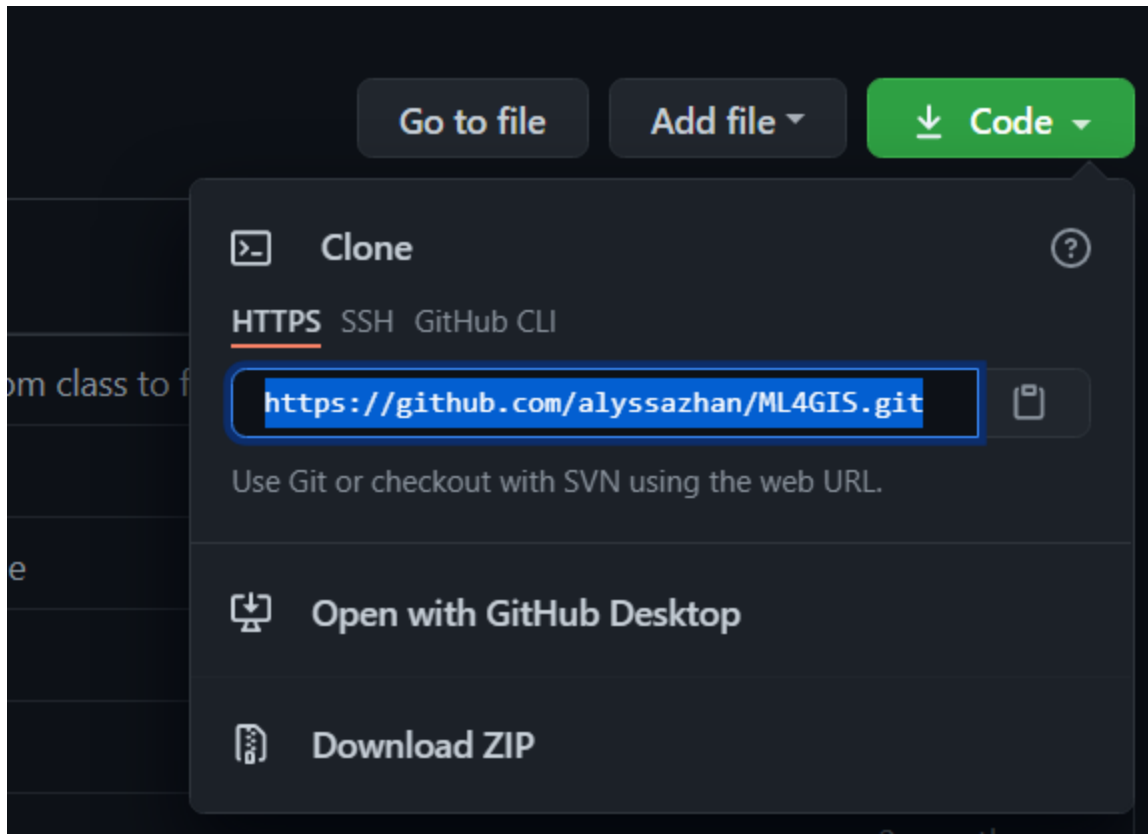 Go to file Add file Code
Clone
HTTPS SSH GitHub CLI
om class to f
https://github.com/alyssazhan/ML4GIS.git
Use Git or checkout with SVN using the web URL.
e
Open with GitHub Desktop
Download ZIP